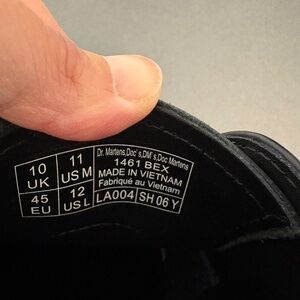 10 UK
11 US M
45 EU
12 US L
Dr. Martens,Doc's,DM's,Doc Martens
1461 BEX
MADE IN VIETNAM
Fabriqué au Vietnam
LA004
SH 06 Y